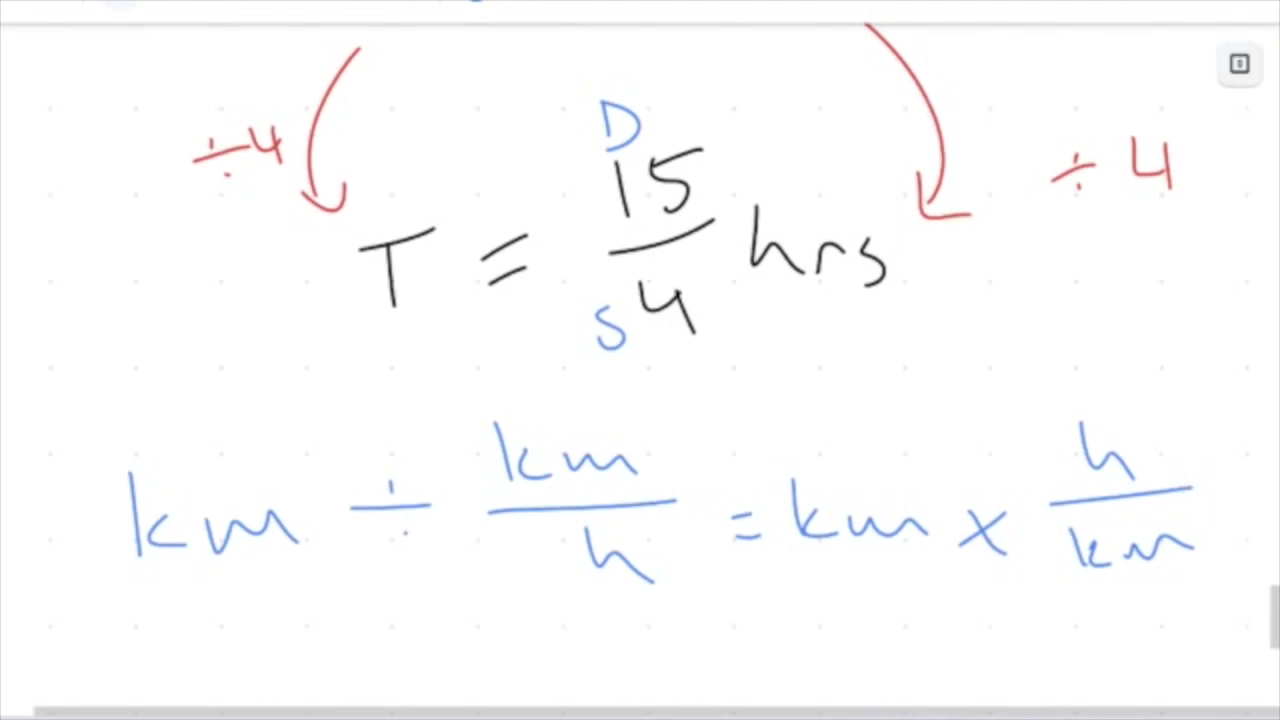 ÷4
D
T = 15/4 hrs
S
÷ 4
km ÷ km/h = km × h/km